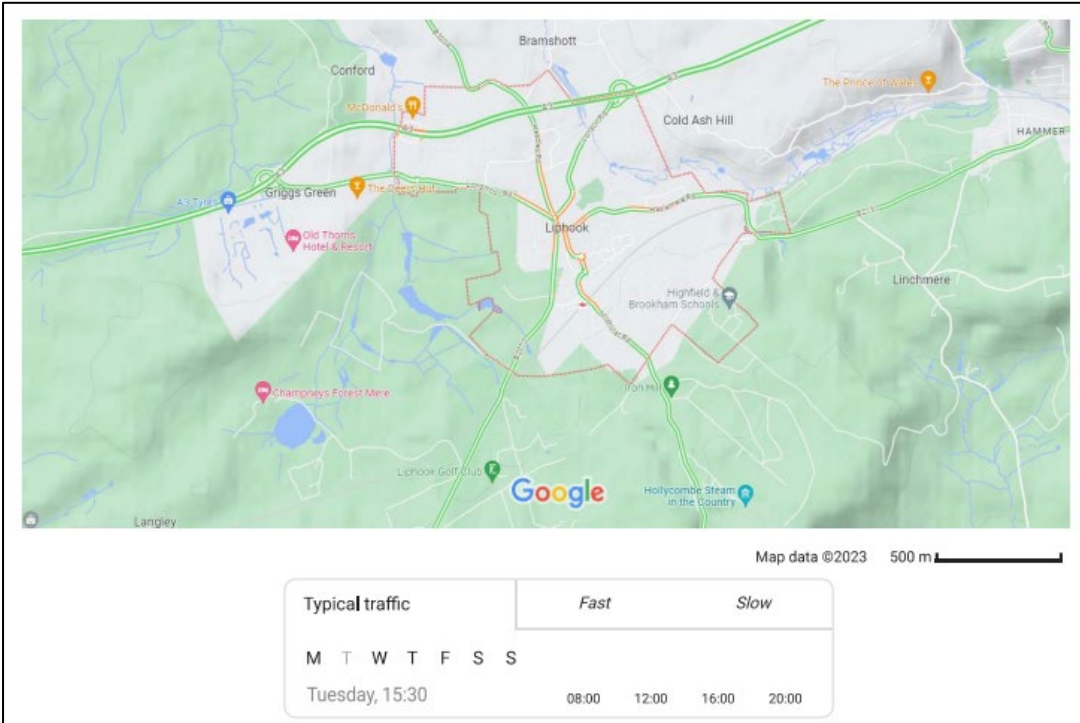 Bramshott
Conford
The Prince of Wales
McDonald's
A3
A3
Cold Ash Hill
HAMMER
Griggs Green
The Deers Hut
A3 Tyres
Liphook
Old Thorns
Hotel & Resort
Linchmere
Highfield &
Brookham Schools
Iron Hill
Champneys Forest Mere
Liphook Golf Club
Google
Hollycombe Steam
in the Country
Langley
Map data ©2023 500 m
Typical traffic
Fast
Slow
M T W T F S S
Tuesday, 15:30
08:00 12:00 16:00 20:00